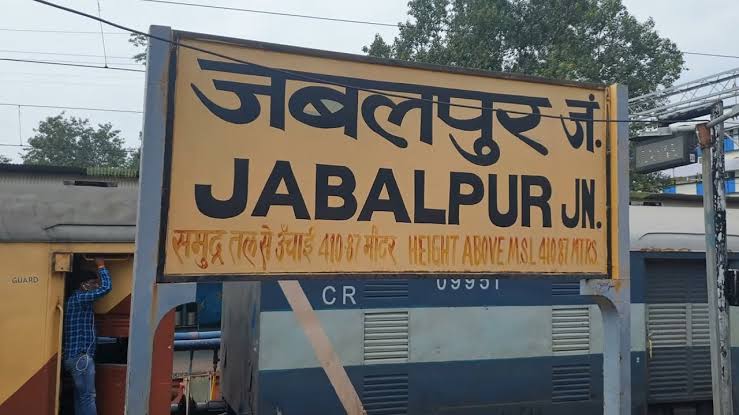 जबलपुर जं.
JABALPUR JN.
समुद्र तल से ऊँचाई 410·87 मीटर HEIGHT ABOVE MSL 410·87 MTRS.
GUARD
CR
09951